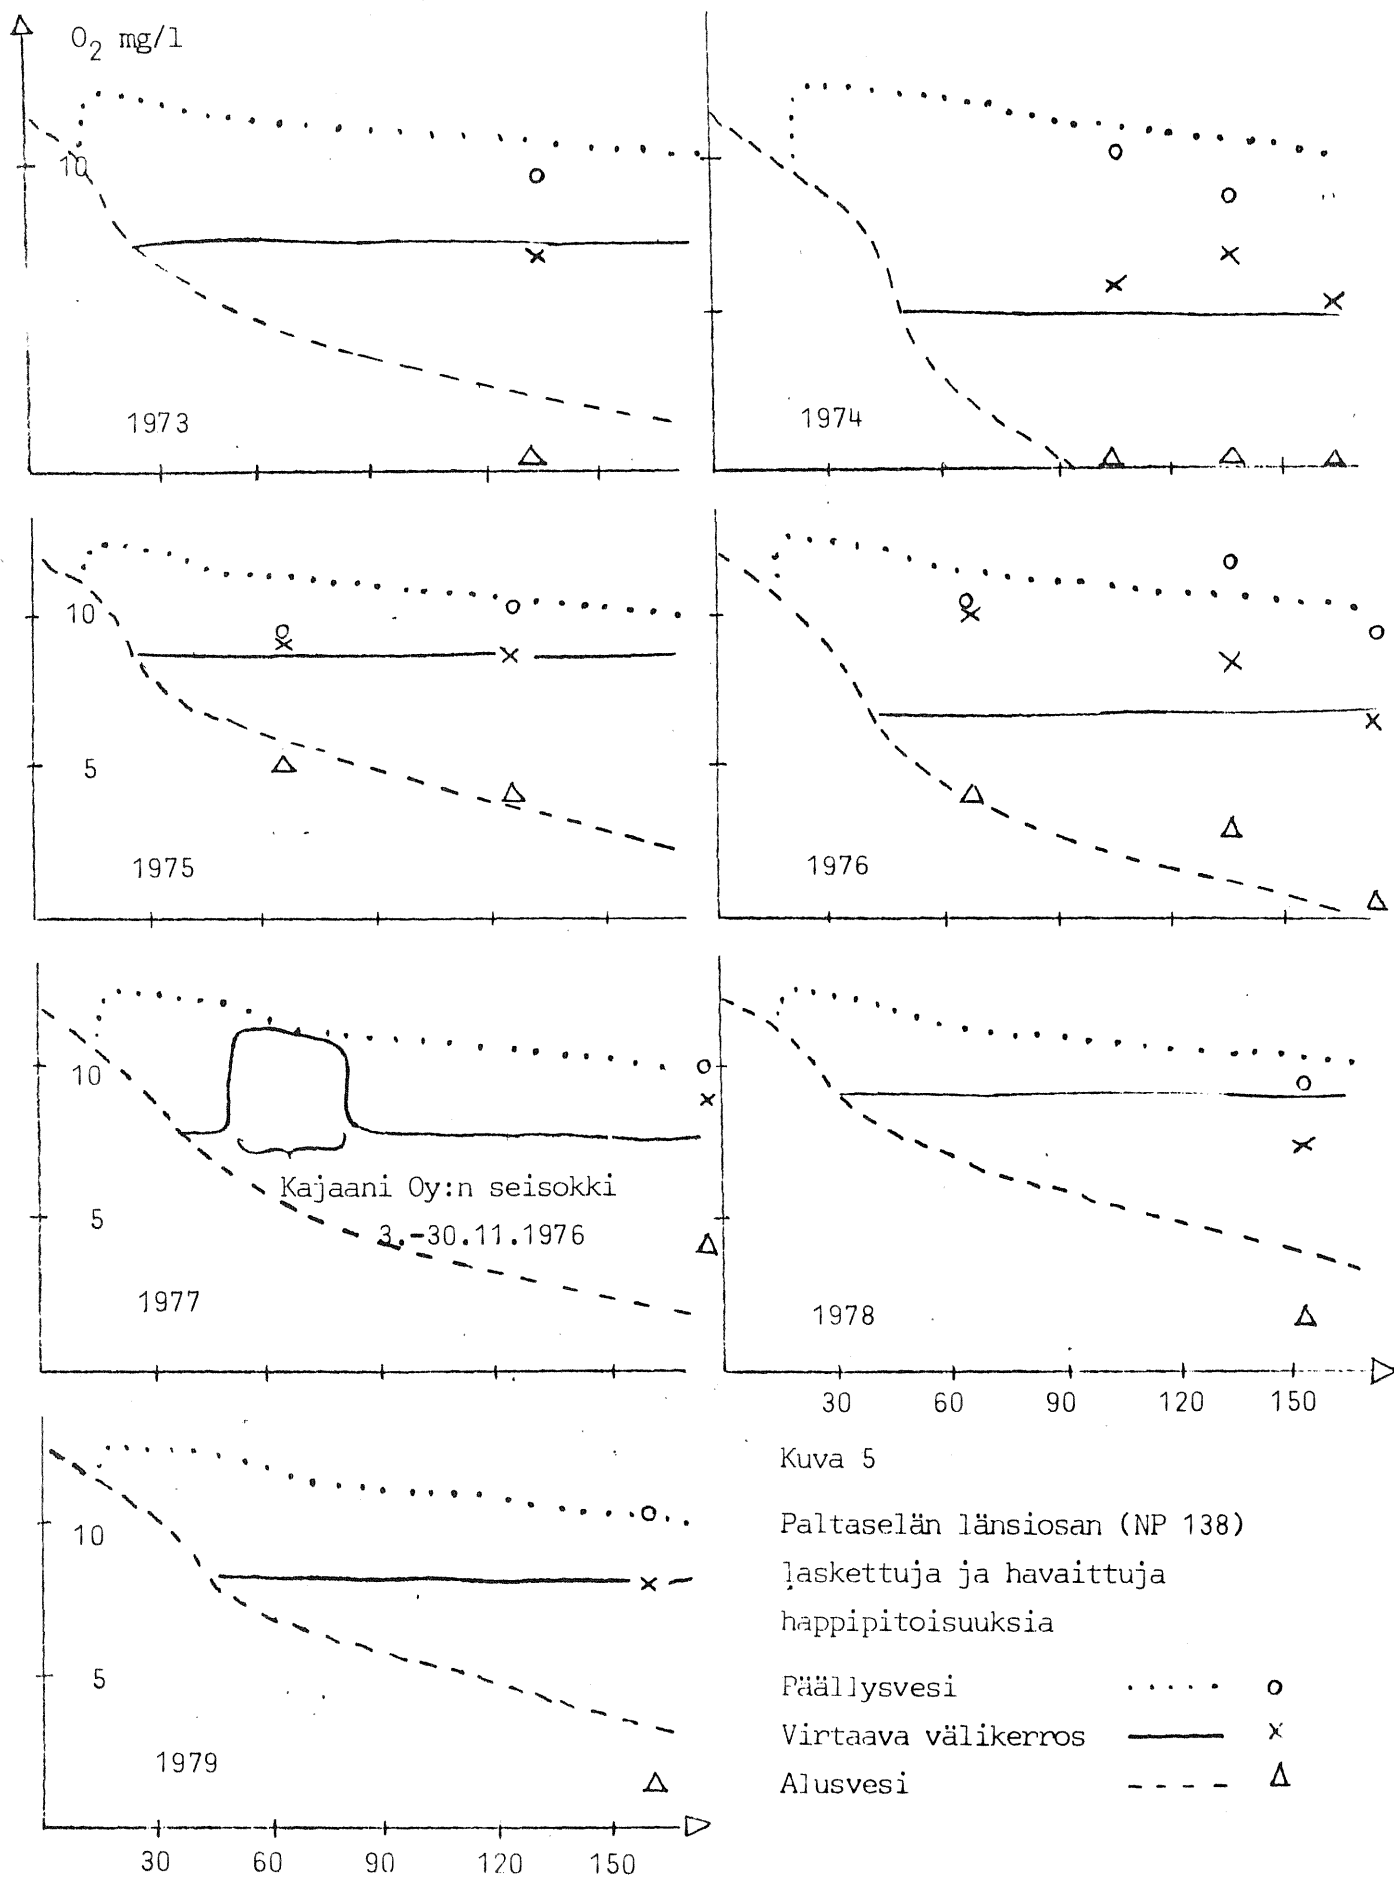 O₂ mg/l
10
1973
1974
10
5
1975
1976
10
5
Kajaani Oy:n seisokki
3.-30.11.1976
1977
1978
30 60 90 120 150
10
5
1979
30 60 90 120 150
Kuva 5
Paltaselän länsiosan (NP 138)
laskettuja ja havaittuja
happipitoisuuksia
Päällysvesi
Virtaava välikerros
Alusvesi